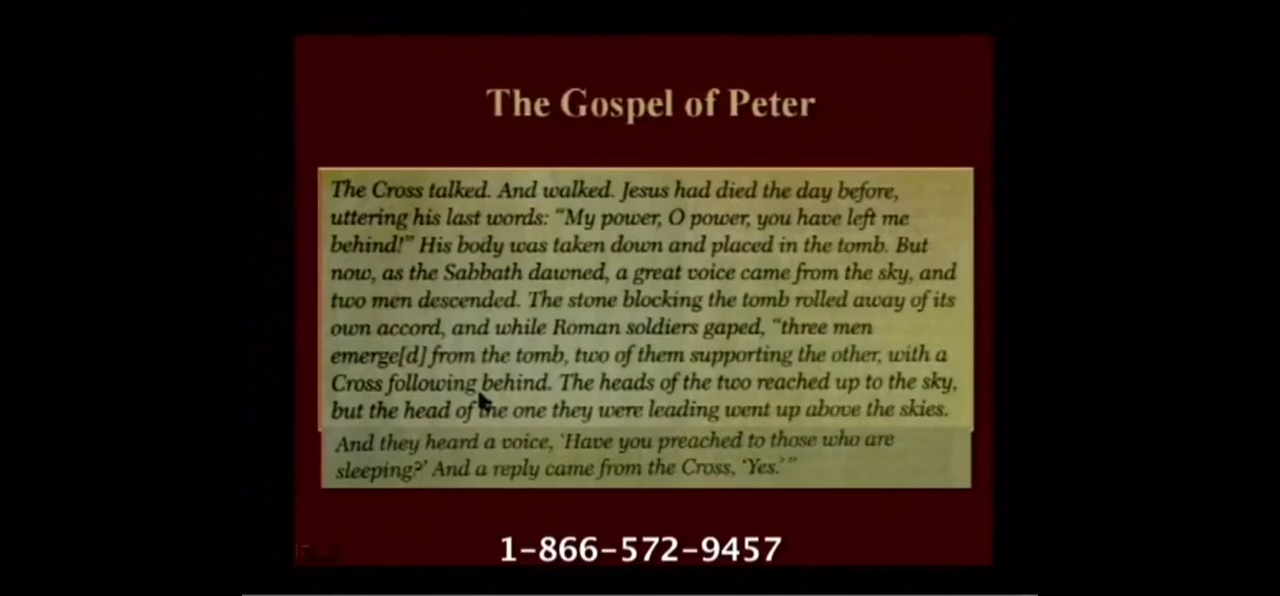 The Gospel of Peter
The Cross talked. And walked. Jesus had died the day before,
uttering his last words: “My power, O power, you have left me
behind!” His body was taken down and placed in the tomb. But
now, as the Sabbath dawned, a great voice came from the sky, and
two men descended. The stone blocking the tomb rolled away of its
own accord, and while Roman soldiers gaped, “three men
emerge[d] from the tomb, two of them supporting the other, with a
Cross following behind. The heads of the two reached up to the sky,
but the head of the one they were leading went up above the skies.
And they heard a voice, ‘Have you preached to those who are
sleeping?’ And a reply came from the Cross, ‘Yes.’”
1-866-572-9457